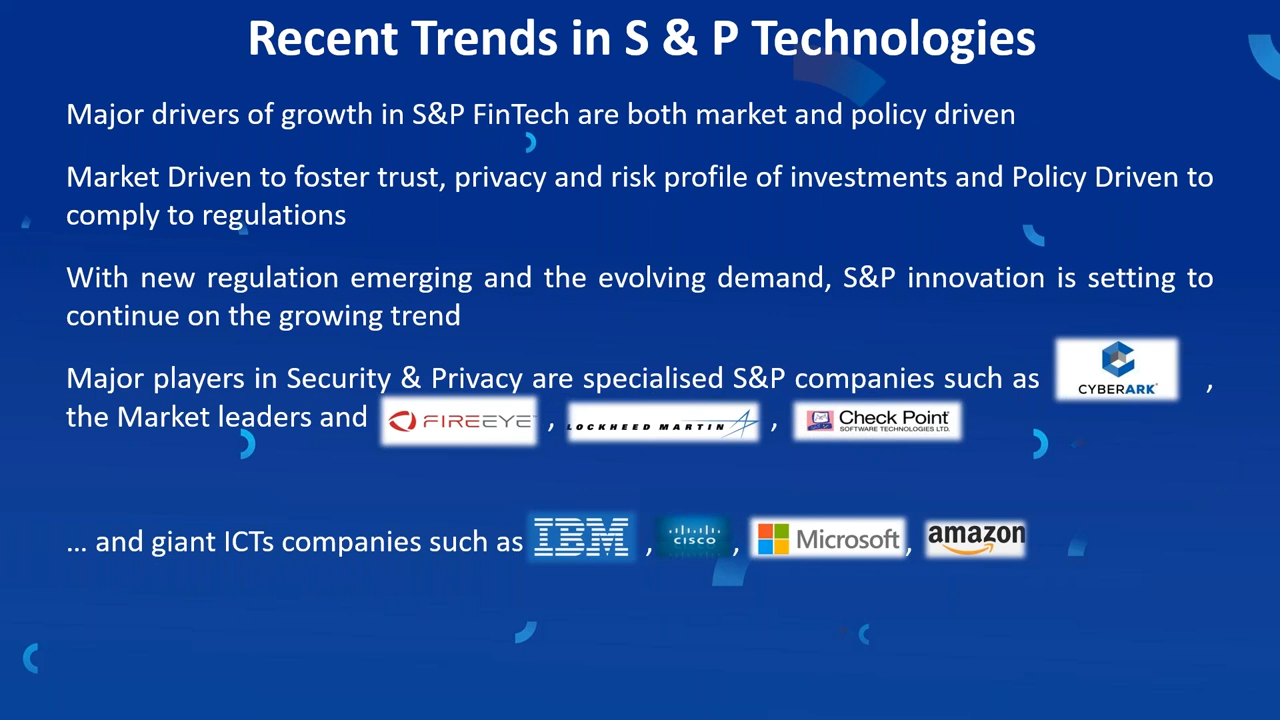 Recent Trends in S & P Technologies
Major drivers of growth in S&P FinTech are both market and policy driven
Market Driven to foster trust, privacy and risk profile of investments and Policy Driven to
comply to regulations
With new regulation emerging and the evolving demand, S&P innovation is setting to
continue on the growing trend
Major players in Security & Privacy are specialised S&P companies such as CYBERARK ,
the Market leaders and FIREEYE , LOCKHEED MARTIN , Check Point SOFTWARE TECHNOLOGIES LTD.
... and giant ICTs companies such as IBM , CISCO , Microsoft , amazon